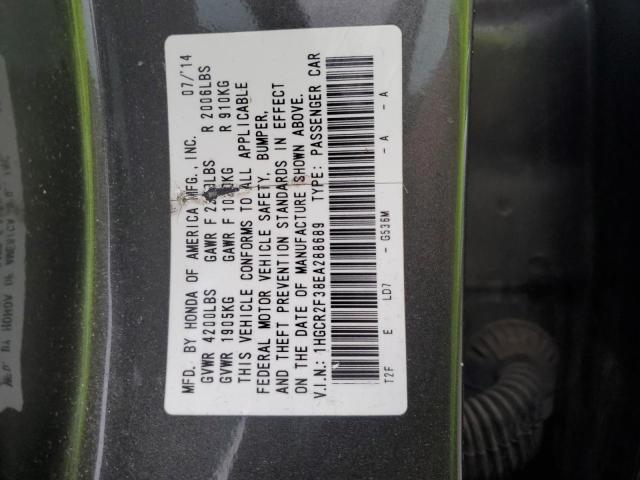 MFD. BY HONDA OF AMERICA MFG., INC. 07/'14
GVWR 4200LBS GAWR F LBS R 2006LBS
GVWR 1905KG GAWR F R 910KG
THIS VEHICLE CONFORMS TO ALL APPLICABLE
FEDERAL MOTOR VEHICLE SAFETY, BUMPER,
AND THEFT PREVENTION STANDARDS IN EFFECT
ON THE DATE OF MANUFACTURE SHOWN ABOVE.
V.I.N.: 1HGCR2F38EA288689 TYPE: PASSENGER CAR
T2F E LD7 - G536M - A - A